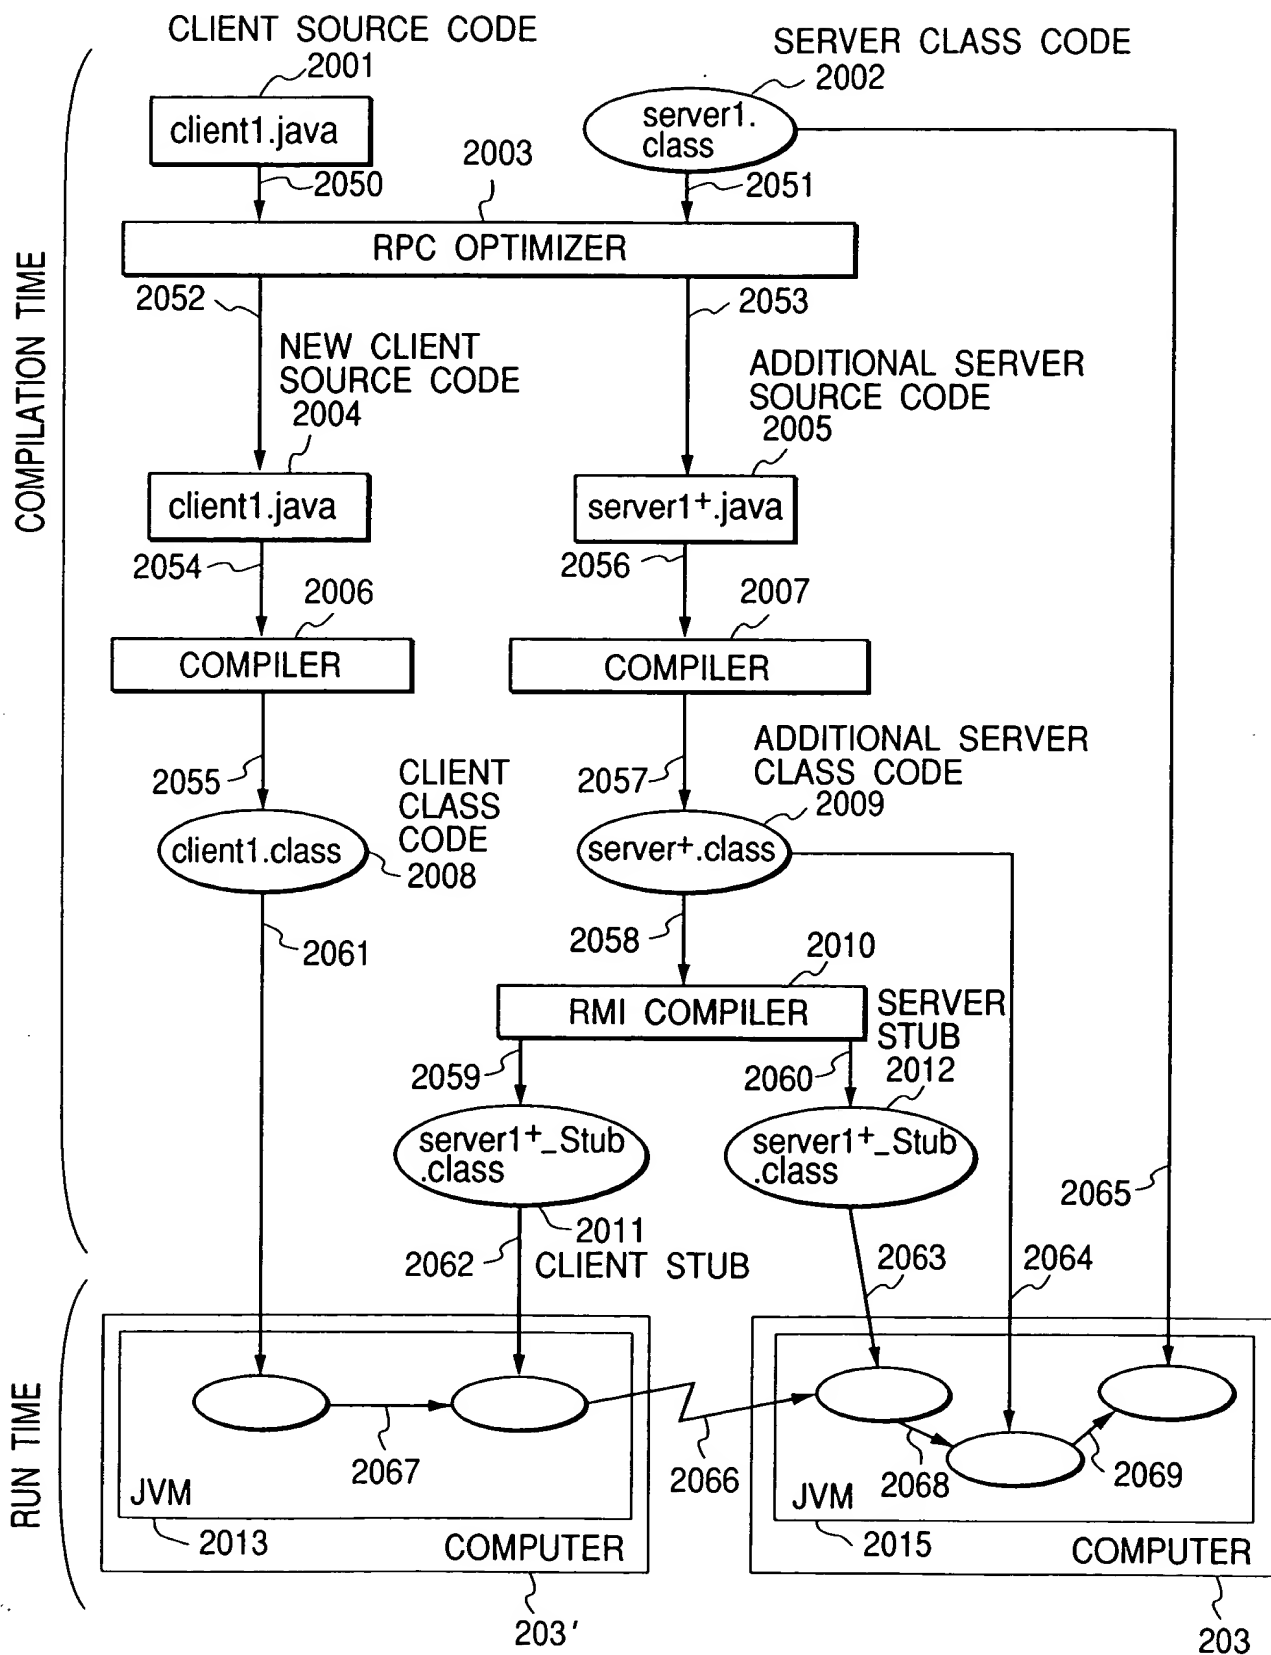 CLIENT SOURCE CODE
2001
SERVER CLASS CODE
2002
client1.java
server1.
class
2003
2050
2051
RPC OPTIMIZER
2052
2053
NEW CLIENT
SOURCE CODE
2004
ADDITIONAL SERVER
SOURCE CODE
2005
COMPILATION TIME
client1.java
server1+.java
2054
2056
2006
2007
COMPILER
COMPILER
2055
2057
CLIENT
CLASS
CODE
2008
ADDITIONAL SERVER
CLASS CODE
2009
client1.class
server+.class
2061
2058
2010
RMI COMPILER
SERVER
STUB
2012
2059
2060
server1+_Stub
.class
server1+_Stub
.class
2065
2011
CLIENT STUB
2062
2063
2064
RUN TIME
2067
2066
2068
2069
JVM
JVM
2013
2015
COMPUTER
COMPUTER
203'
203